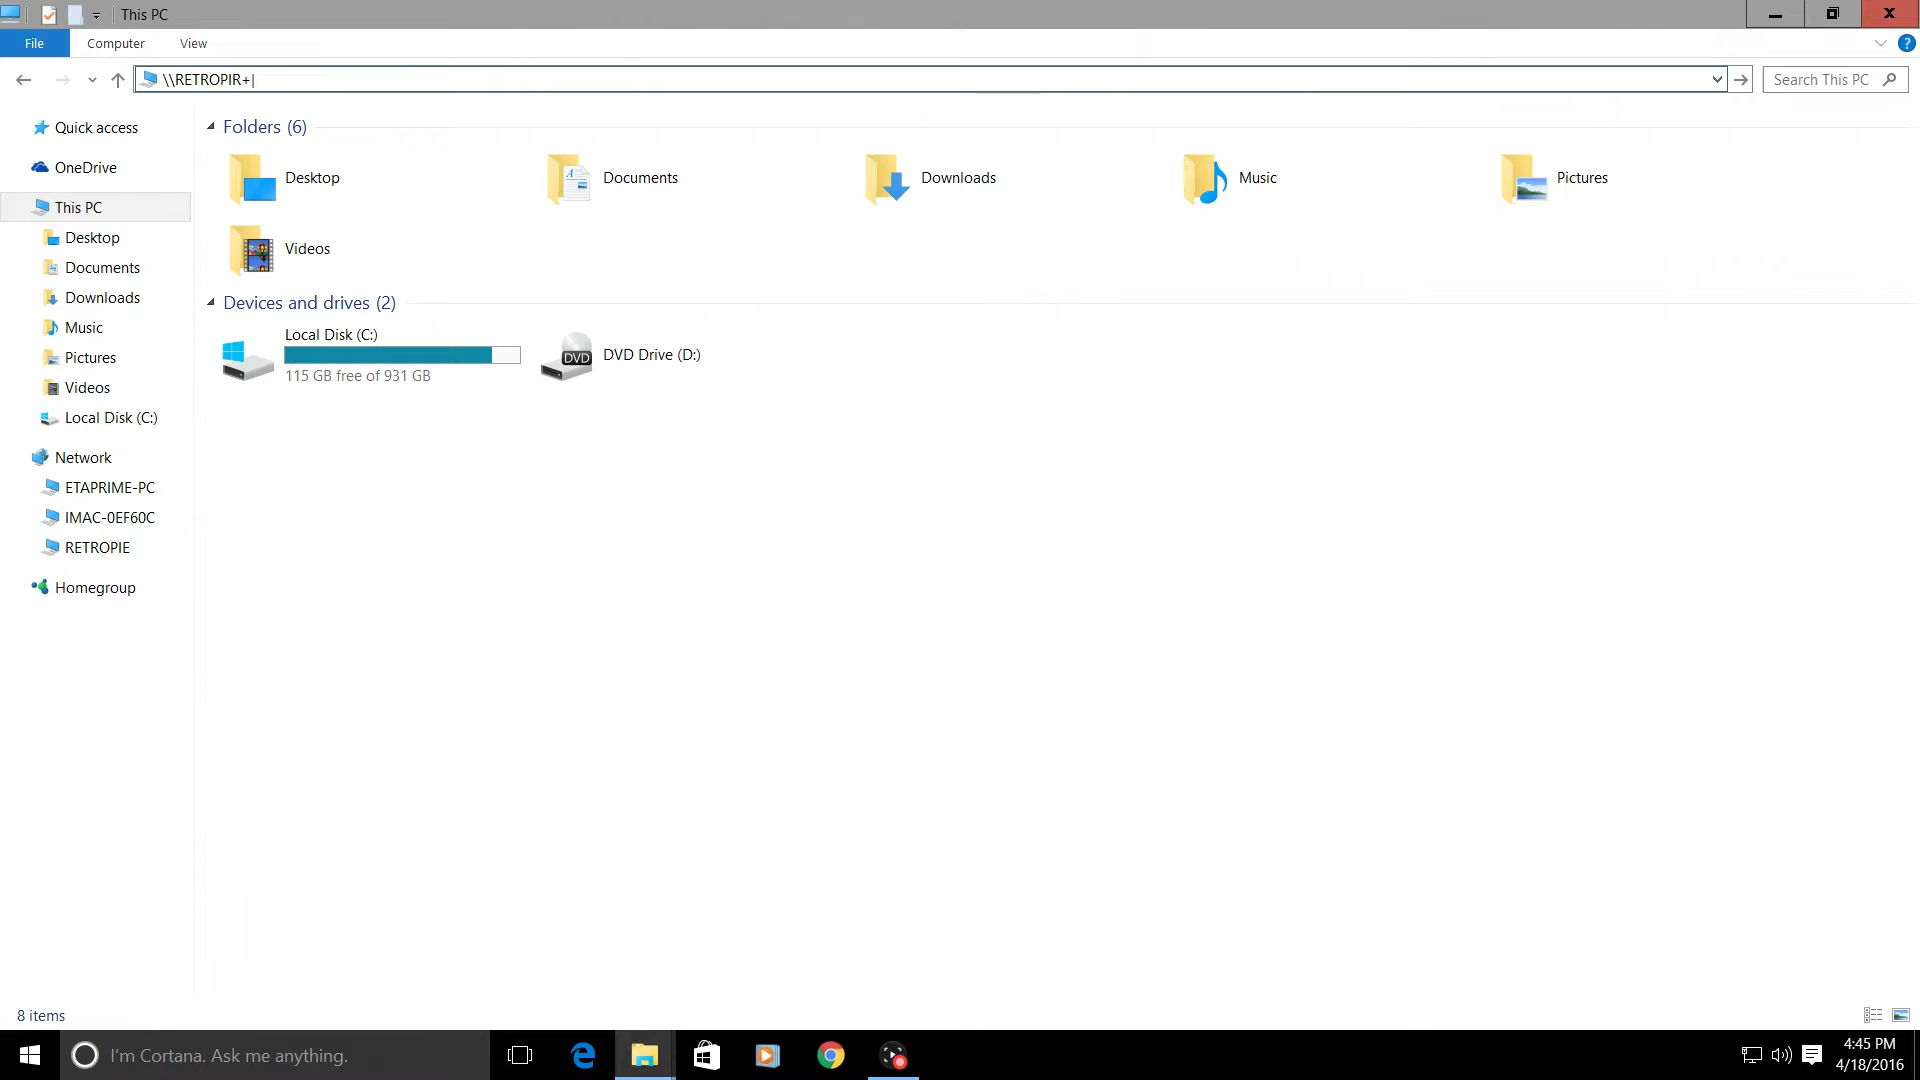 This PC
File
Computer
View
\\RETROPIR+
Search This PC
Quick access
OneDrive
This PC
Desktop
Documents
Downloads
Music
Pictures
Videos
Local Disk (C:)
Network
ETAPRIME-PC
IMAC-0EF60C
RETROPIE
Homegroup
Folders (6)
Desktop
Documents
Downloads
Music
Pictures
Videos
Devices and drives (2)
Local Disk (C:)
115 GB free of 931 GB
DVD
DVD Drive (D:)
8 items
I'm Cortana. Ask me anything.
4:45 PM
4/18/2016